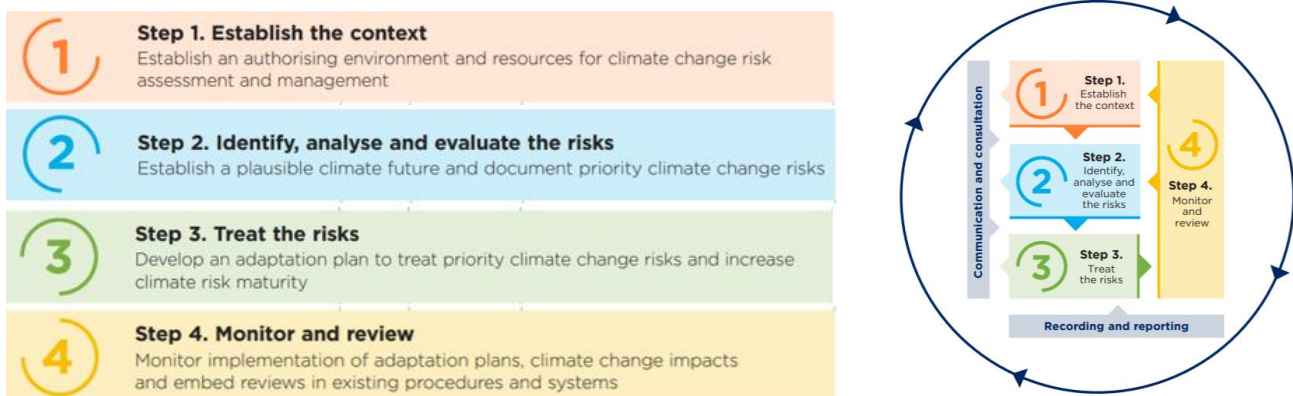 1
Step 1. Establish the context
Establish an authorising environment and resources for climate change risk
assessment and management
2
Step 2. Identify, analyse and evaluate the risks
Establish a plausible climate future and document priority climate change risks
3
Step 3. Treat the risks
Develop an adaptation plan to treat priority climate change risks and increase
climate risk maturity
4
Step 4. Monitor and review
Monitor implementation of adaptation plans, climate change impacts
and embed reviews in existing procedures and systems
Communication and consultation
1
Step 1.
Establish
the context
2
Step 2.
Identify,
analyse and
evaluate
the risks
3
Step 3.
Treat
the risks
4
Step 4.
Monitor
and
review
Recording and reporting